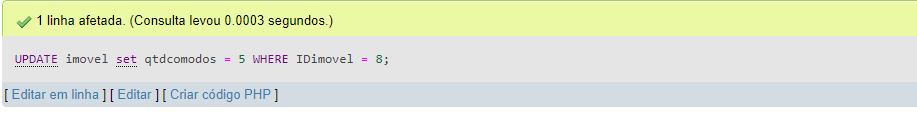 1 linha afetada. (Consulta levou 0.0003 segundos.)
UPDATE imovel set qtdcomodos = 5 WHERE IDimovel = 8;
[ Editar em linha ] [ Editar ] [ Criar código PHP ]